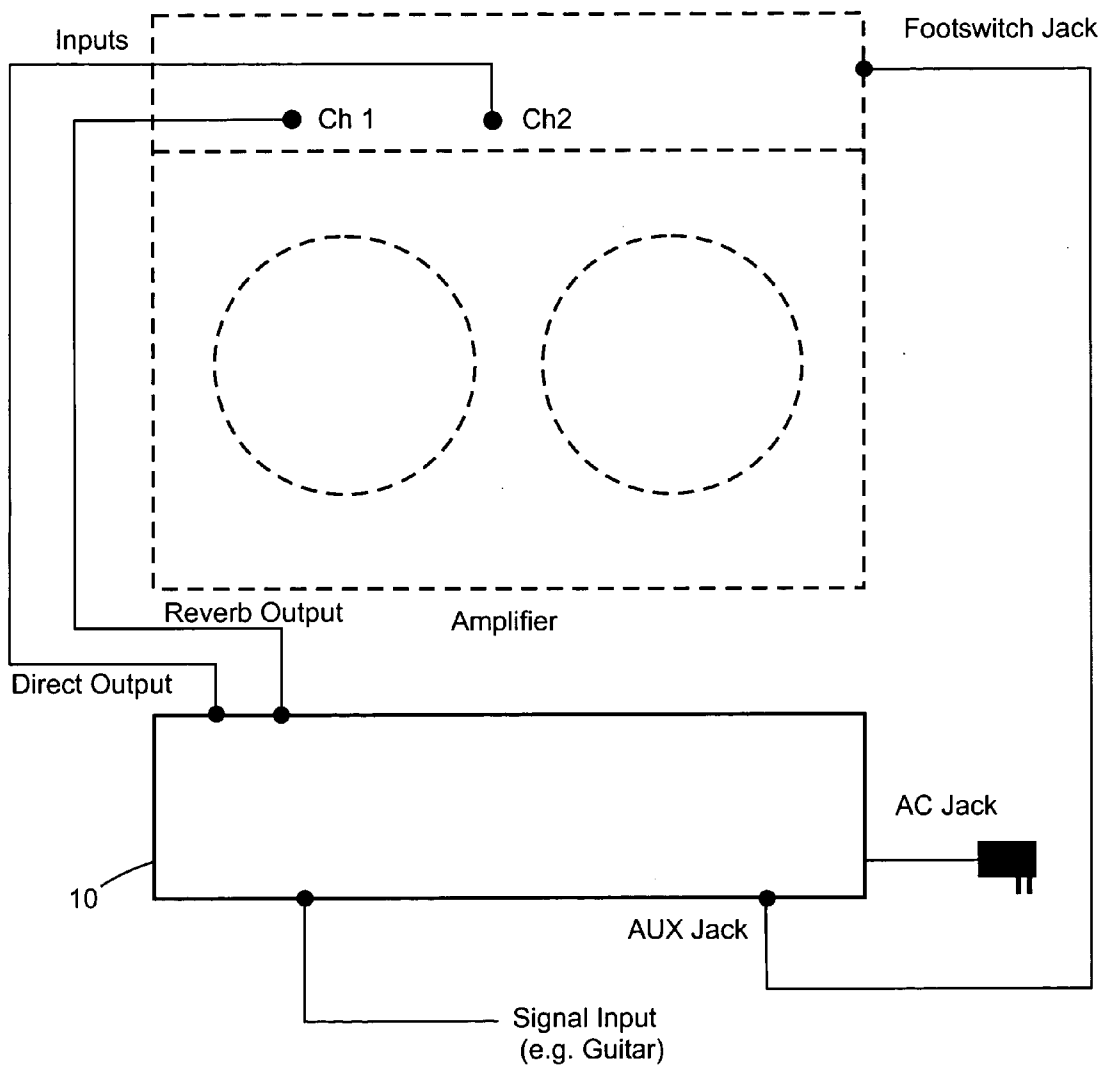 Footswitch Jack
Inputs
Ch 1
Ch2
Reverb Output
Amplifier
Direct Output
AC Jack
10
AUX Jack
Signal Input
(e.g. Guitar)